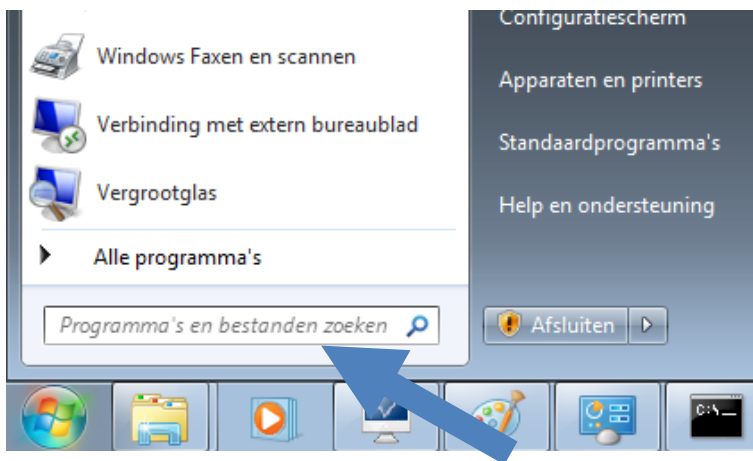 Windows Faxen en scannen
Verbinding met extern bureaublad
Vergrootglas
Alle programma's
Programma's en bestanden zoeken
Configuratiescherm
Apparaten en printers
Standaardprogramma's
Help en ondersteuning
Afsluiten
C:\